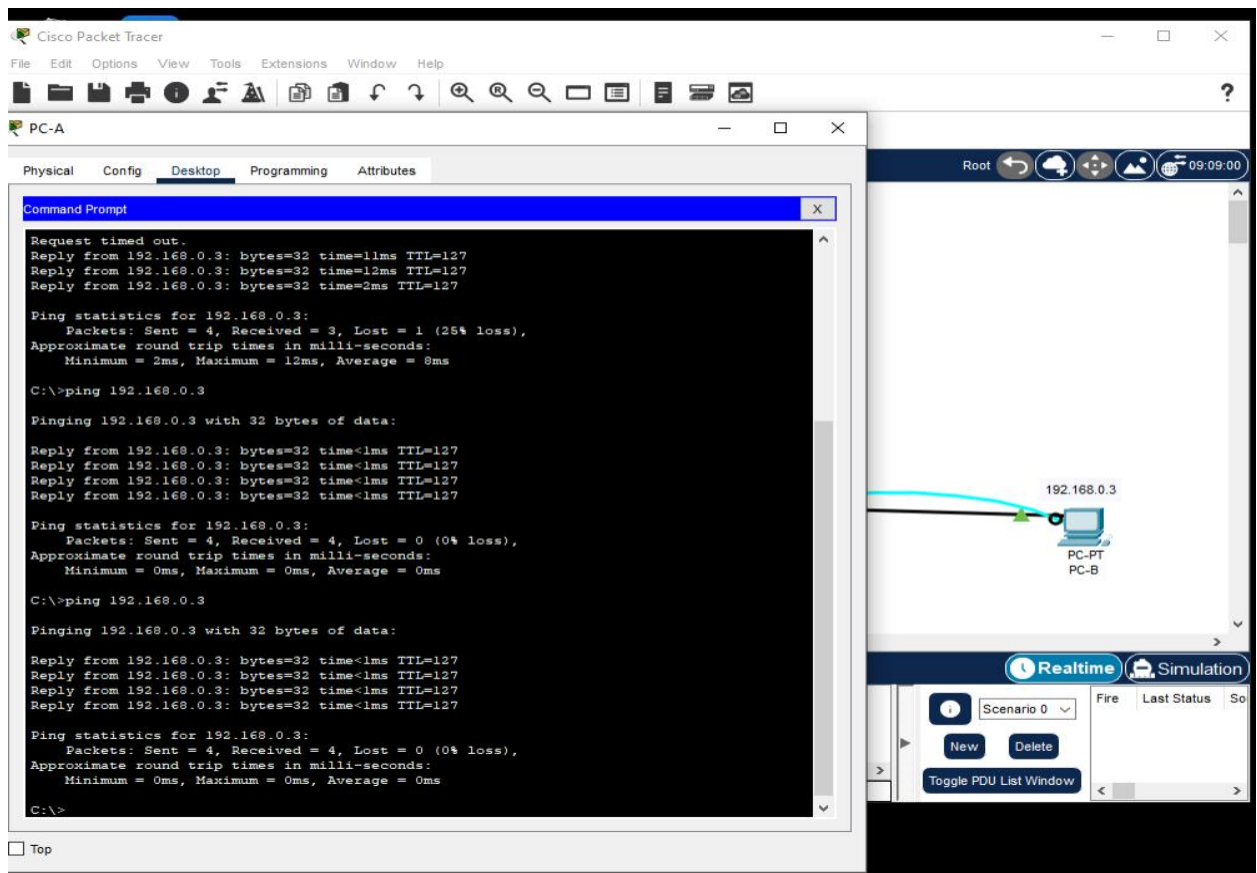 Cisco Packet Tracer
File Edit Options View Tools Extensions Window Help
?
PC-A
Physical Config Desktop Programming Attributes
Root 09:09:00
Command Prompt X
Request timed out.
Reply from 192.168.0.3: bytes=32 time=11ms TTL=127
Reply from 192.168.0.3: bytes=32 time=12ms TTL=127
Reply from 192.168.0.3: bytes=32 time=2ms TTL=127
Ping statistics for 192.168.0.3:
Packets: Sent = 4, Received = 3, Lost = 1 (25% loss),
Approximate round trip times in milli-seconds:
Minimum = 2ms, Maximum = 12ms, Average = 8ms
C:\>ping 192.168.0.3
Pinging 192.168.0.3 with 32 bytes of data:
Reply from 192.168.0.3: bytes=32 time<1ms TTL=127
Reply from 192.168.0.3: bytes=32 time<1ms TTL=127
Reply from 192.168.0.3: bytes=32 time<1ms TTL=127
Reply from 192.168.0.3: bytes=32 time<1ms TTL=127
Ping statistics for 192.168.0.3:
Packets: Sent = 4, Received = 4, Lost = 0 (0% loss),
Approximate round trip times in milli-seconds:
Minimum = 0ms, Maximum = 0ms, Average = 0ms
C:\>ping 192.168.0.3
Pinging 192.168.0.3 with 32 bytes of data:
Reply from 192.168.0.3: bytes=32 time<1ms TTL=127
Reply from 192.168.0.3: bytes=32 time<1ms TTL=127
Reply from 192.168.0.3: bytes=32 time<1ms TTL=127
Reply from 192.168.0.3: bytes=32 time<1ms TTL=127
Ping statistics for 192.168.0.3:
Packets: Sent = 4, Received = 4, Lost = 0 (0% loss),
Approximate round trip times in milli-seconds:
Minimum = 0ms, Maximum = 0ms, Average = 0ms
C:\>
Top
192.168.0.3
PC-PT
PC-B
Realtime Simulation
Scenario 0
New Delete
Toggle PDU List Window
Fire Last Status So